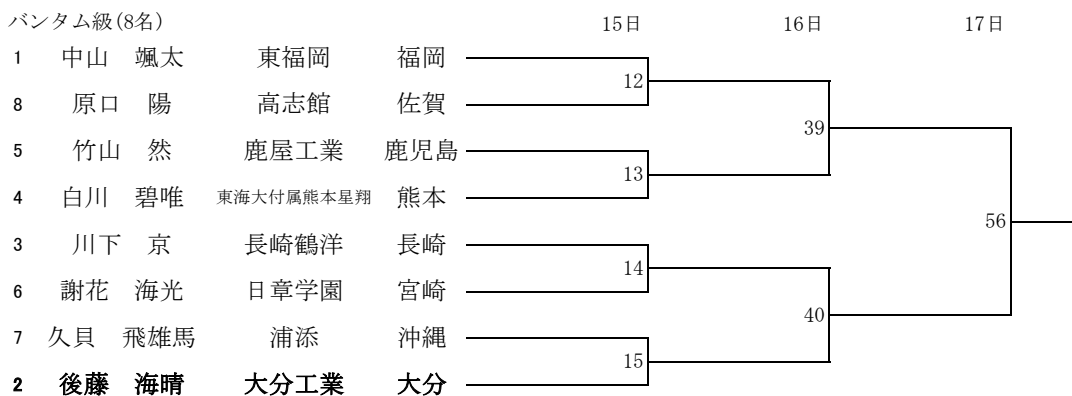 バンタム級(8名) 15日 16日 17日
1 中山 颯太 東福岡 福岡
12
8 原口 陽 高志館 佐賀
39
5 竹山 然 鹿屋工業 鹿児島
13
4 白川 碧唯 東海大付属熊本星翔 熊本
56
3 川下 京 長崎鶴洋 長崎
14
6 謝花 海光 日章学園 宮崎
40
7 久貝 飛雄馬 浦添 沖縄
15
2 後藤 海晴 大分工業 大分